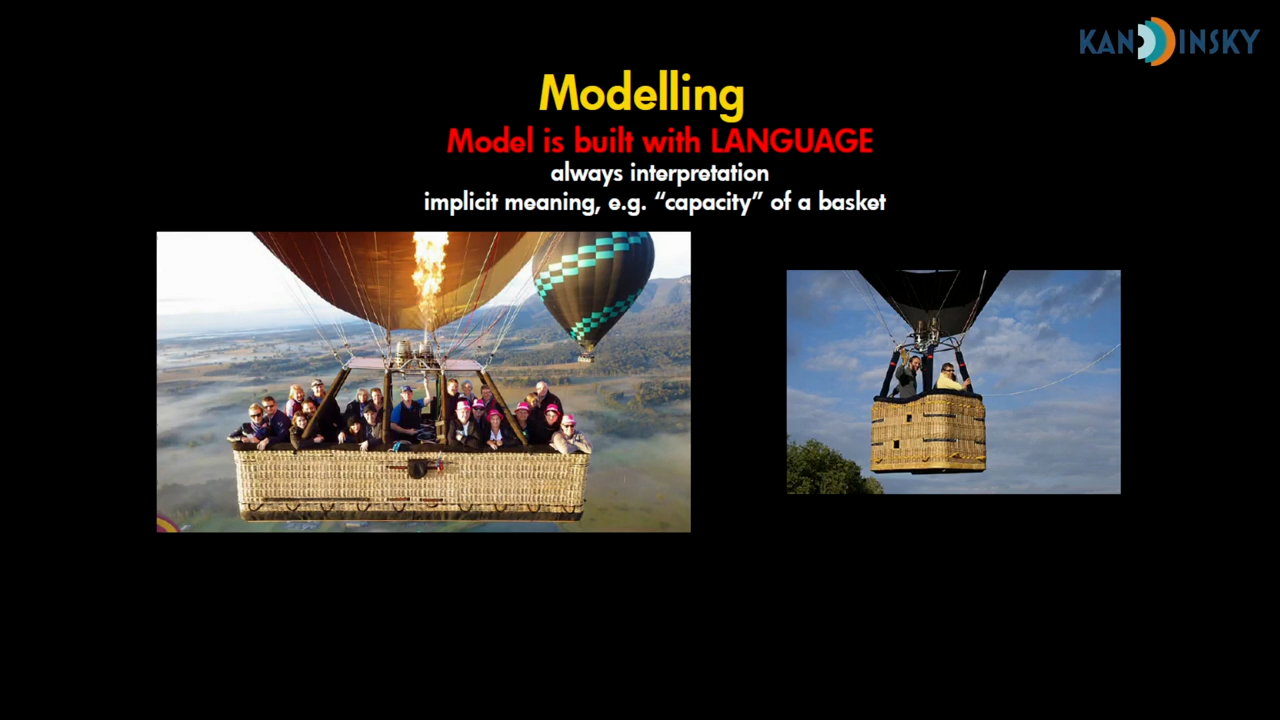 KANDINSKY
Modelling
Model is built with LANGUAGE
always interpretation
implicit meaning, e.g. “capacity” of a basket